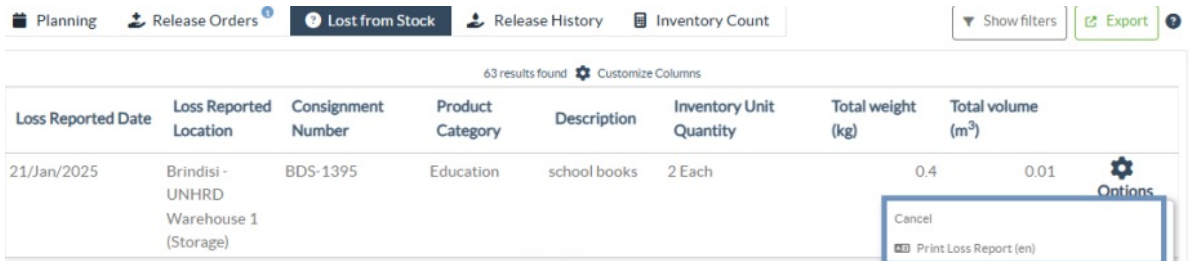 Planning Release Orders 1 Lost from Stock Release History Inventory Count Show filters Export
63 results found Customize Columns
Loss Reported Date Loss Reported Location Consignment Number Product Category Description Inventory Unit Quantity Total weight (kg) Total volume (m³)
21/Jan/2025 Brindisi - UNHRD Warehouse 1 (Storage) BDS-1395 Education school books 2 Each 0.4 0.01 Options
Cancel
Print Loss Report (en)